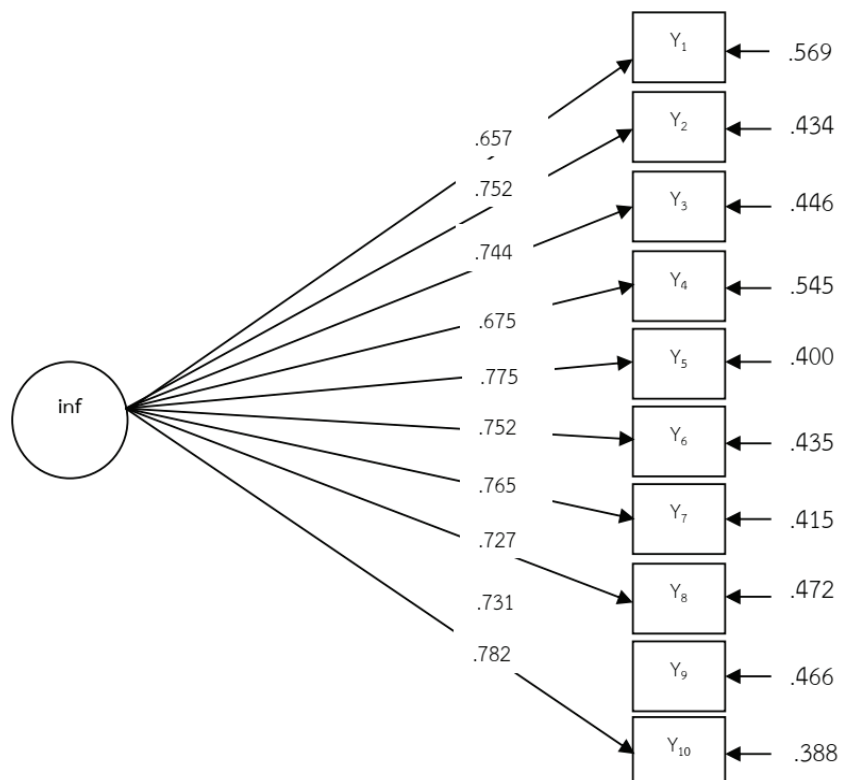 Y₁
.569
.657
Y₂
.434
.752
Y₃
.446
.744
Y₄
.545
.675
Y₅
.400
.775
inf
Y₆
.435
.752
Y₇
.415
.765
Y₈
.472
.727
Y₉
.466
.731
Y₁₀
.388
.782